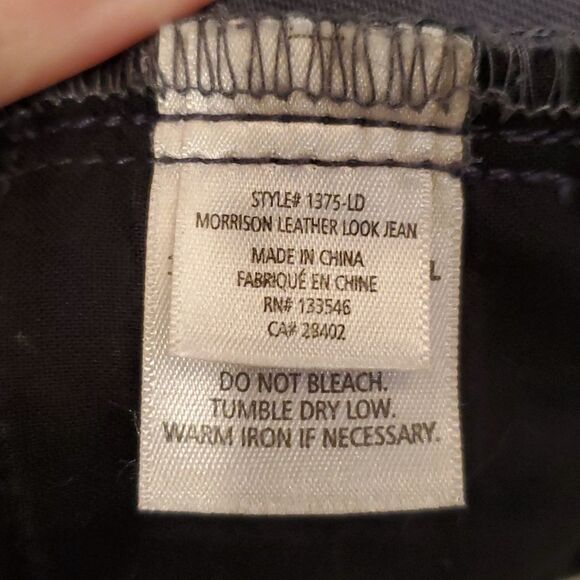 STYLE# 1375-LD
MORRISON LEATHER LOOK JEAN
MADE IN CHINA
FABRIQUÉ EN CHINE
RN# 133546
CA# 28402
DO NOT BLEACH.
TUMBLE DRY LOW.
WARM IRON IF NECESSARY.